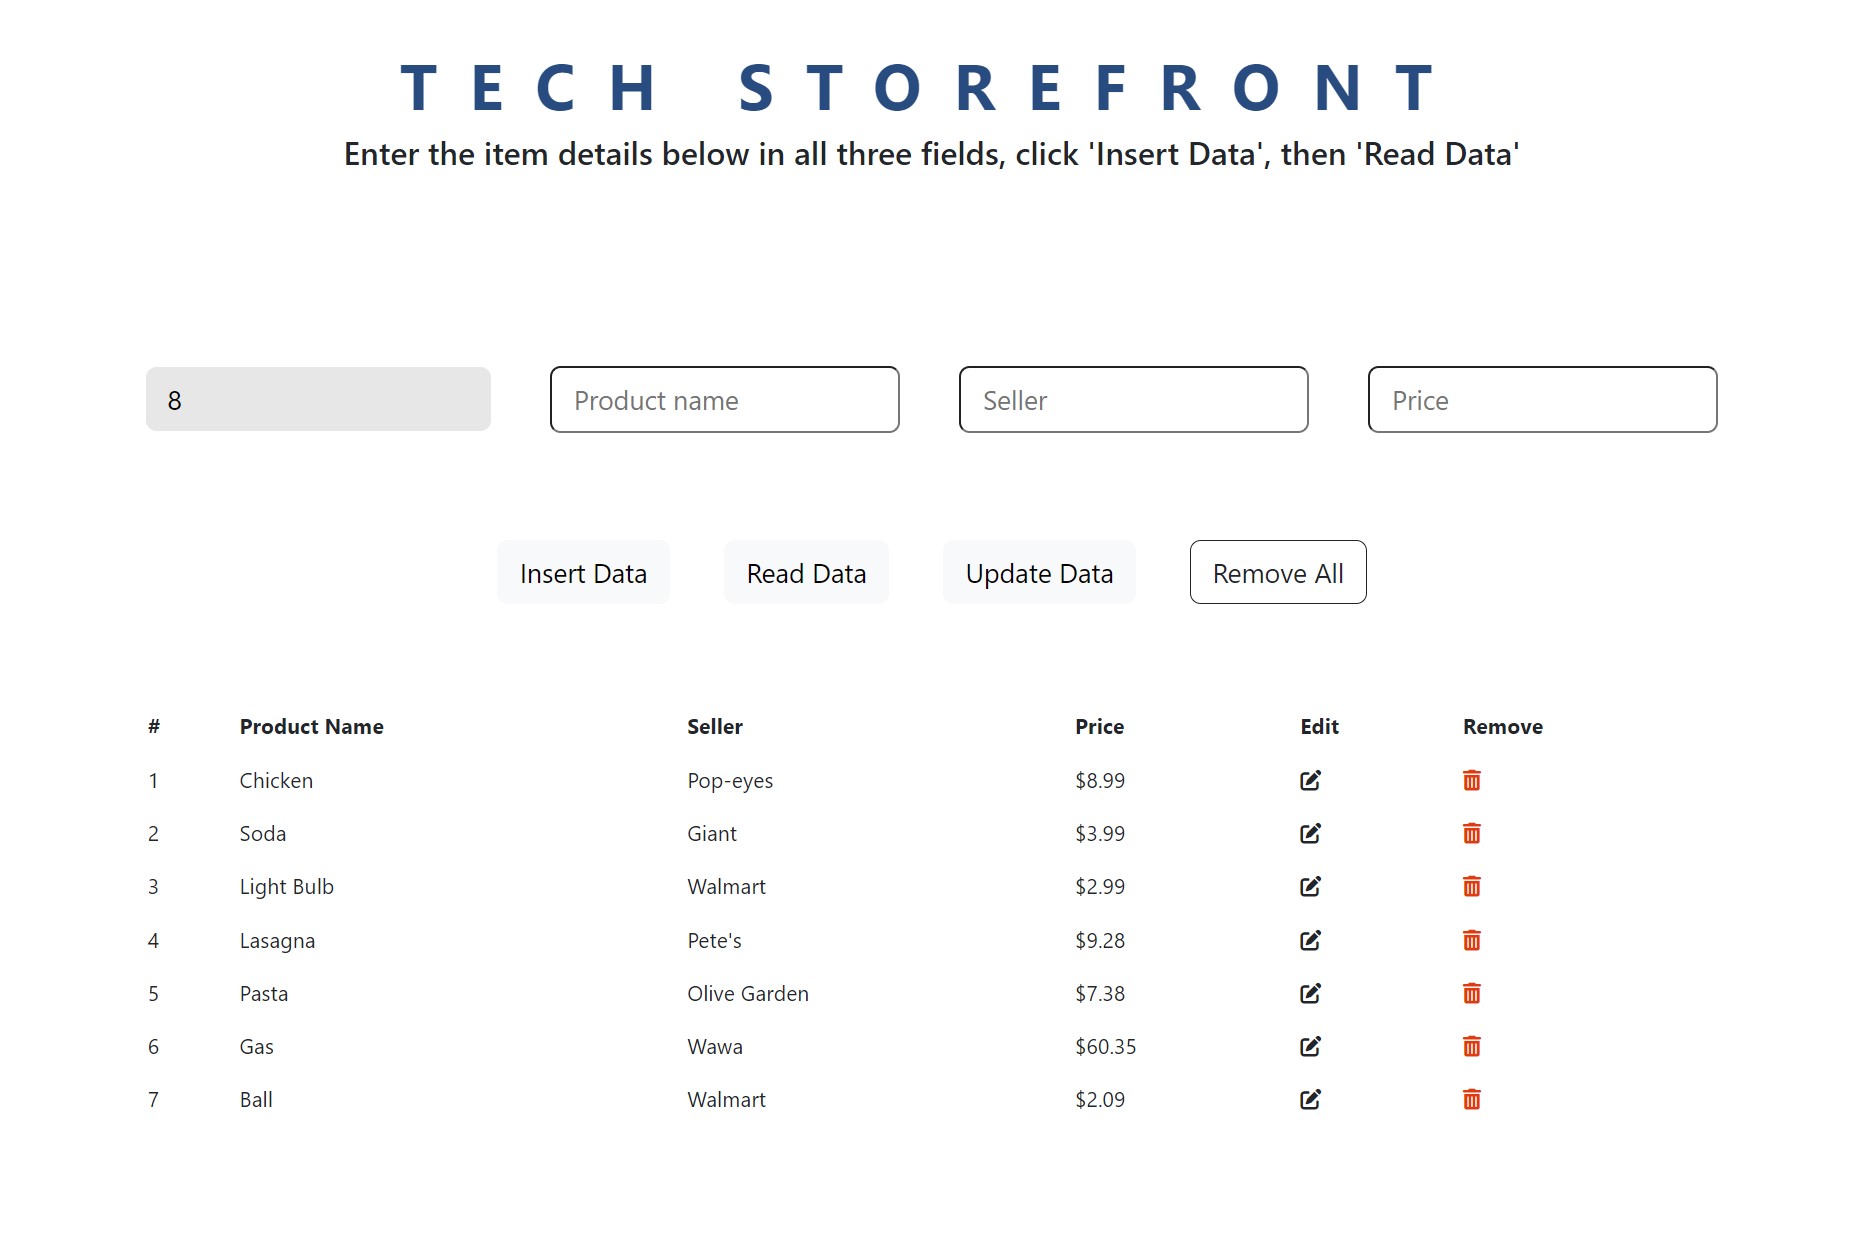 TECH STOREFRONT
Enter the item details below in all three fields, click 'Insert Data', then 'Read Data'
8 Product name Seller Price
Insert Data Read Data Update Data Remove All
# Product Name Seller Price Edit Remove
1 Chicken Pop-eyes $8.99
2 Soda Giant $3.99
3 Light Bulb Walmart $2.99
4 Lasagna Pete's $9.28
5 Pasta Olive Garden $7.38
6 Gas Wawa $60.35
7 Ball Walmart $2.09